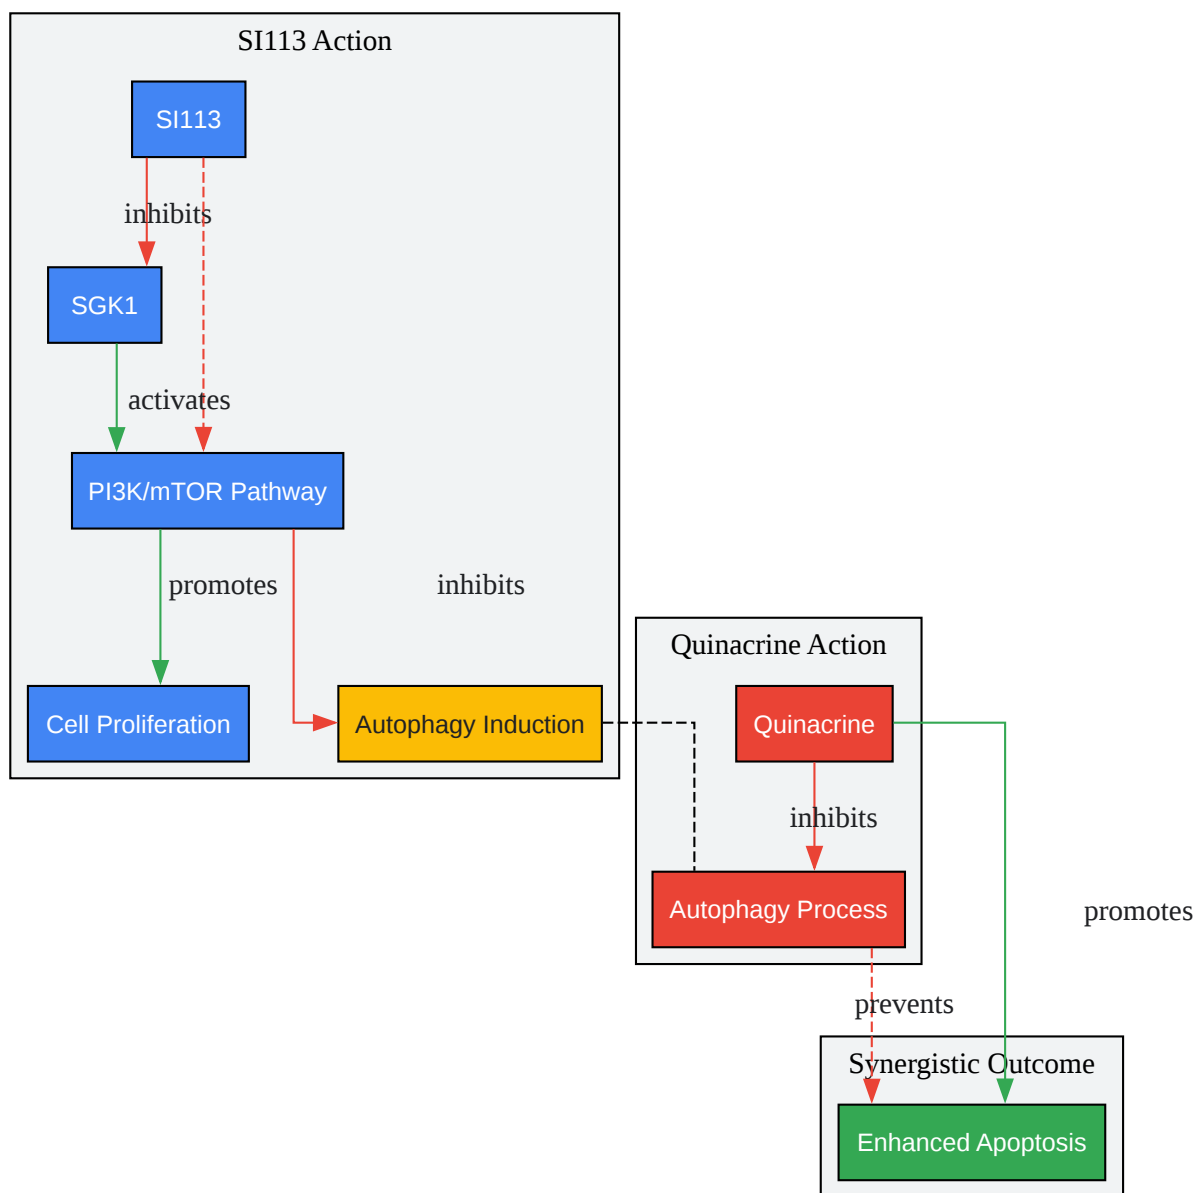 SI113 Action
SI113
inhibits
SGK1
activates
PI3K/mTOR Pathway
promotes
inhibits
Cell Proliferation
Autophagy Induction
Quinacrine Action
Quinacrine
inhibits
Autophagy Process
promotes
prevents
Synergistic Outcome
Enhanced Apoptosis